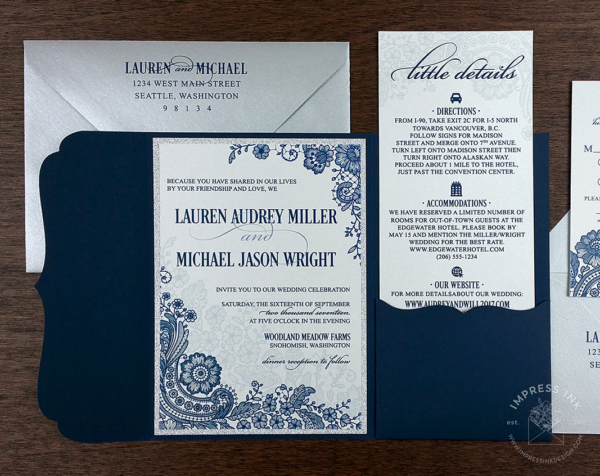 LAUREN and MICHAEL
1234 WEST MAIN STREET
SEATTLE, WASHINGTON
98134
BECAUSE YOU HAVE SHARED IN OUR LIVES
BY YOUR FRIENDSHIP AND LOVE, WE
LAUREN AUDREY MILLER
and
MICHAEL JASON WRIGHT
INVITE YOU TO OUR WEDDING CELEBRATION
SATURDAY, THE SIXTEENTH OF SEPTEMBER
two thousand seventeen
AT FIVE O'CLOCK IN THE EVENING
WOODLAND MEADOW FARMS
SNOHOMISH, WASHINGTON
dinner reception to follow
little details
· DIRECTIONS ·
FROM I-90, TAKE EXIT 2C FOR I-5 NORTH
TOWARDS VANCOUVER, B.C.
FOLLOW SIGNS FOR MADISON
STREET AND MERGE ONTO 7TH AVENUE.
TURN LEFT ONTO MADISON STREET THEN
TURN RIGHT ONTO ALASKAN WAY.
PROCEED ABOUT 1 MILE TO THE HOTEL,
JUST PAST THE CONVENTION CENTER.
· ACCOMMODATIONS ·
WE HAVE RESERVED A LIMITED NUMBER OF
ROOMS FOR OUT-OF-TOWN GUESTS AT THE
EDGEWATER HOTEL. PLEASE BOOK BY
MAY 15 AND MENTION THE MILLER/WRIGHT
WEDDING FOR THE BEST RATE.
WWW.EDGEWATERHOTEL.COM
(206) 555-1234
· OUR WEBSITE ·
FOR MORE DETAILSABOUT OUR WEDDING:
WWW.AUDREYANDWILL2017.COM
IMPRESS INK
est.
WWW.IMPRESSINKDESIGN.COM